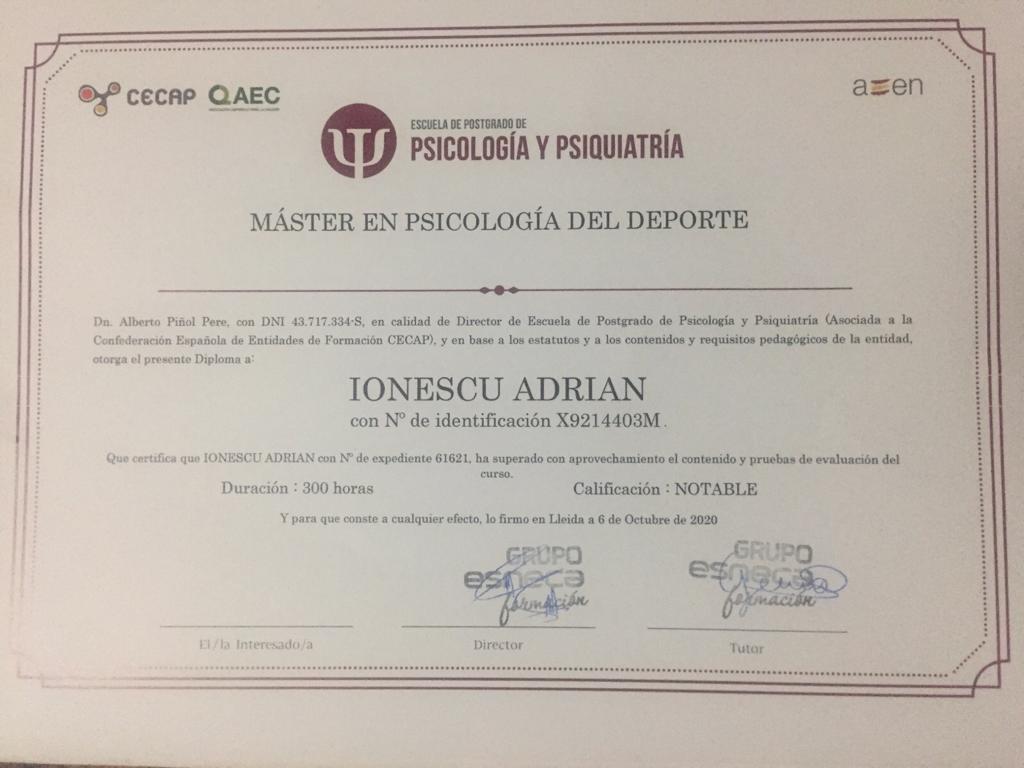 CECAP QAEC
aeen
ESCUELA DE POSTGRADO DE
PSICOLOGÍA Y PSIQUIATRÍA
MÁSTER EN PSICOLOGÍA DEL DEPORTE
Dn. Alberto Piñol Pere, con DNI 43.717.334-S, en calidad de Director de Escuela de Postgrado de Psicología y Psiquiatría (Asociada a la
Confederación Española de Entidades de Formación CECAP), y en base a los estatutos y a los contenidos y requisitos pedagógicos de la entidad,
otorga el presente Diploma a:
IONESCU ADRIAN
con Nº de identificación X9214403M.
Que certifica que IONESCU ADRIAN con Nº de expediente 61621, ha superado con aprovechamiento el contenido y pruebas de evaluación del
curso.
Duración : 300 horas Calificación : NOTABLE
Y para que conste a cualquier efecto, lo firmo en Lleida a 6 de Octubre de 2020
GRUPO GRUPO
esneca esneca
formación formación
El/la Interesado/a Director Tutor